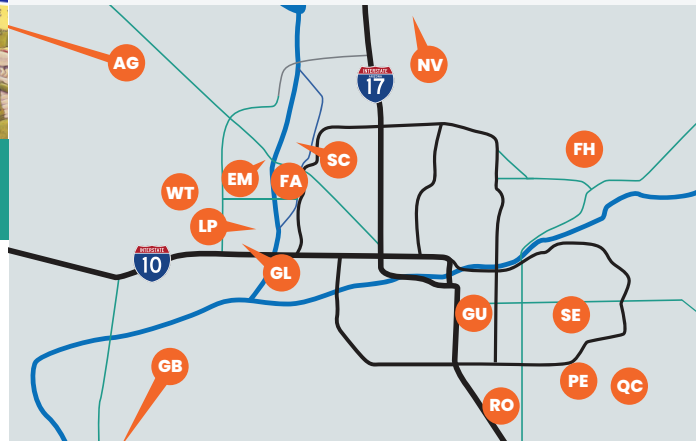 AG
NV
INTERSTATE
17
FH
SC
EM
FA
WT
LP
INTERSTATE
10
GL
GU
SE
GB
PE
QC
RO